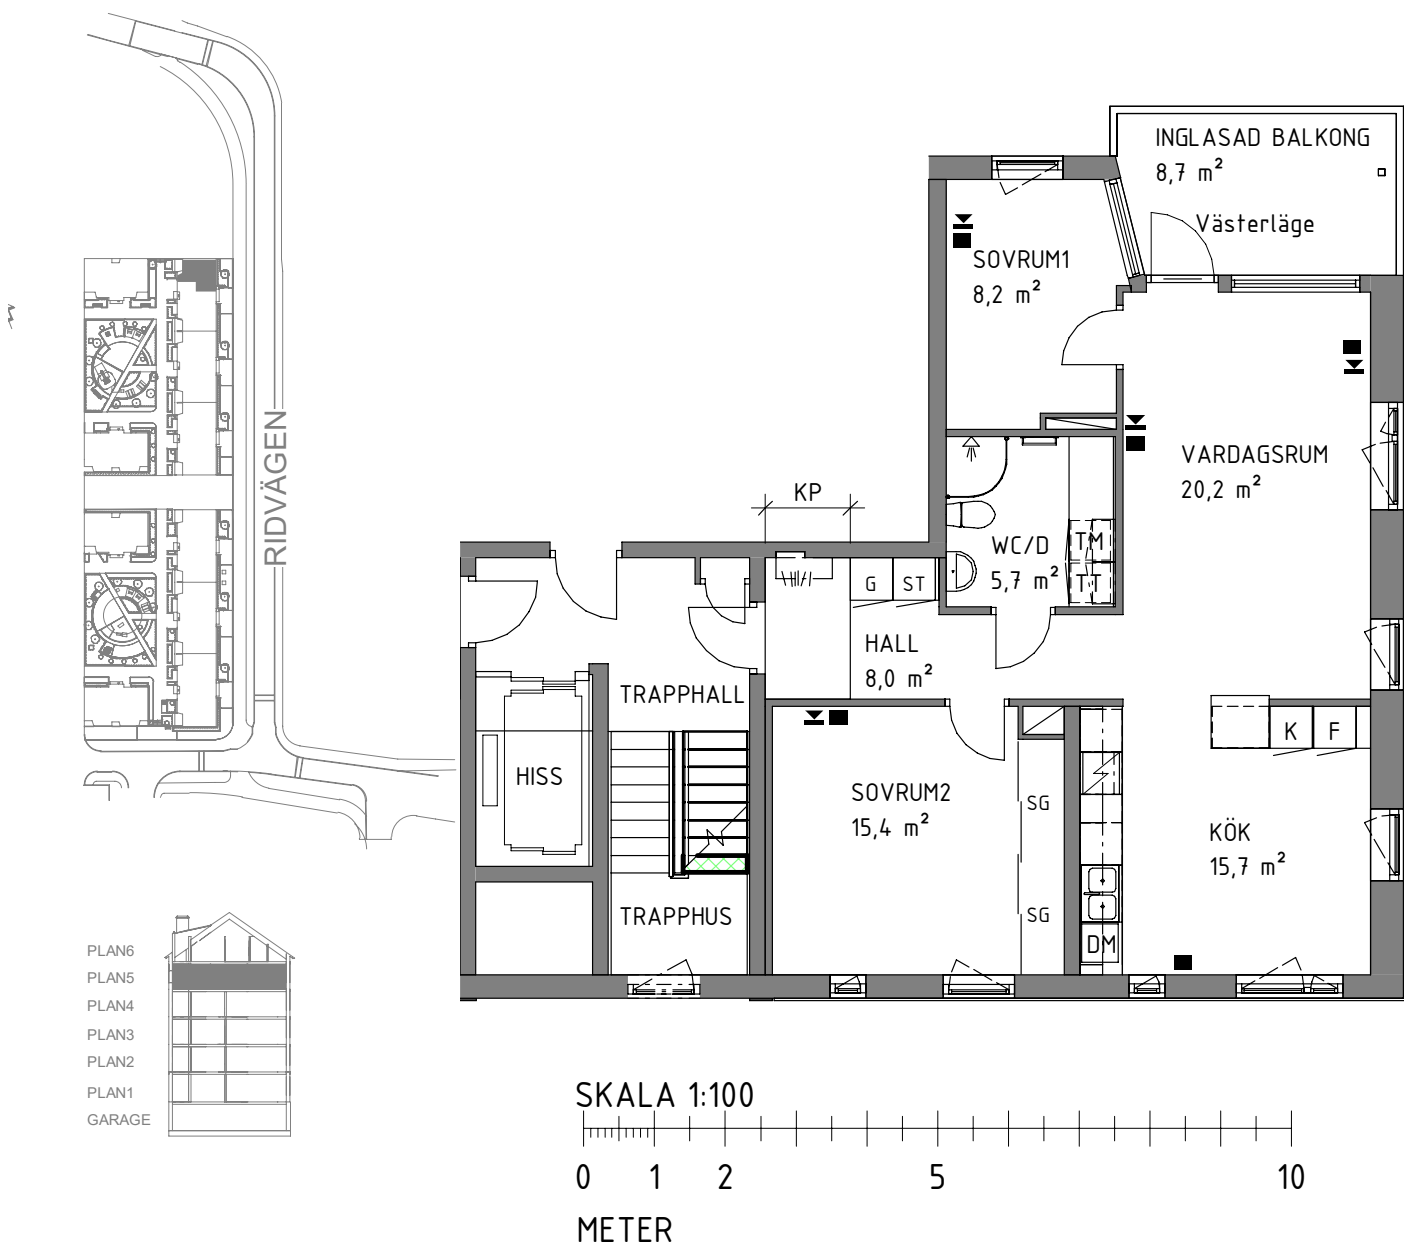 INGLASAD BALKONG
8,7 m²
Västerläge
SOVRUM1
8,2 m²
VARDAGSRUM
20,2 m²
KP
WC/D
5,7 m²
TM
TT
G
ST
HALL
8,0 m²
TRAPPHALL
HISS
TRAPPHUS
SOVRUM2
15,4 m²
SG
SG
K
F
KÖK
15,7 m²
DM
RIDVÄGEN
PLAN6
PLAN5
PLAN4
PLAN3
PLAN2
PLAN1
GARAGE
SKALA 1:100
0 1 2 5 10
METER